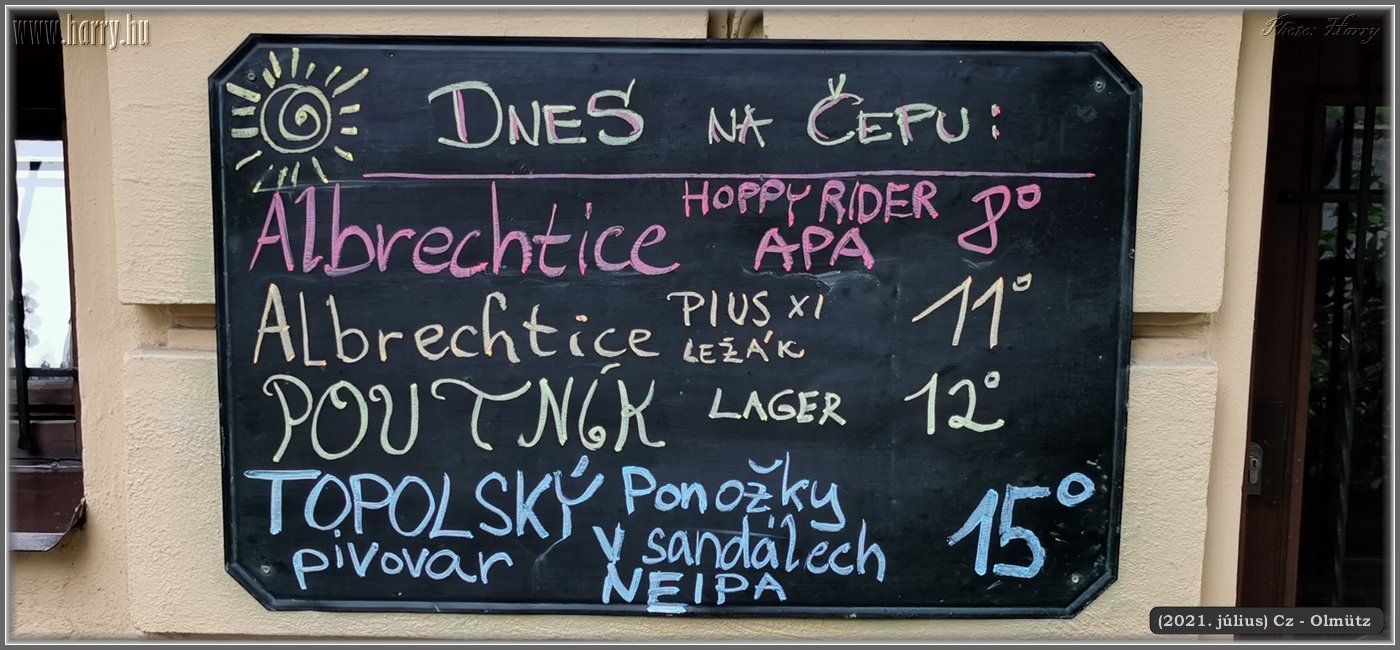 www.harry.hu
Photo: Harry
DNES NA ČEPU:
Albrechtice HOPPY RIDER APA 8°
ALbrechtice PIUS XI LEŽÁK 11°
POUTNÍK LAGER 12°
TOPOLSKÝ pivovar Ponožky v sandálech NEIPA 15°
(2021. július) Cz - Olmütz